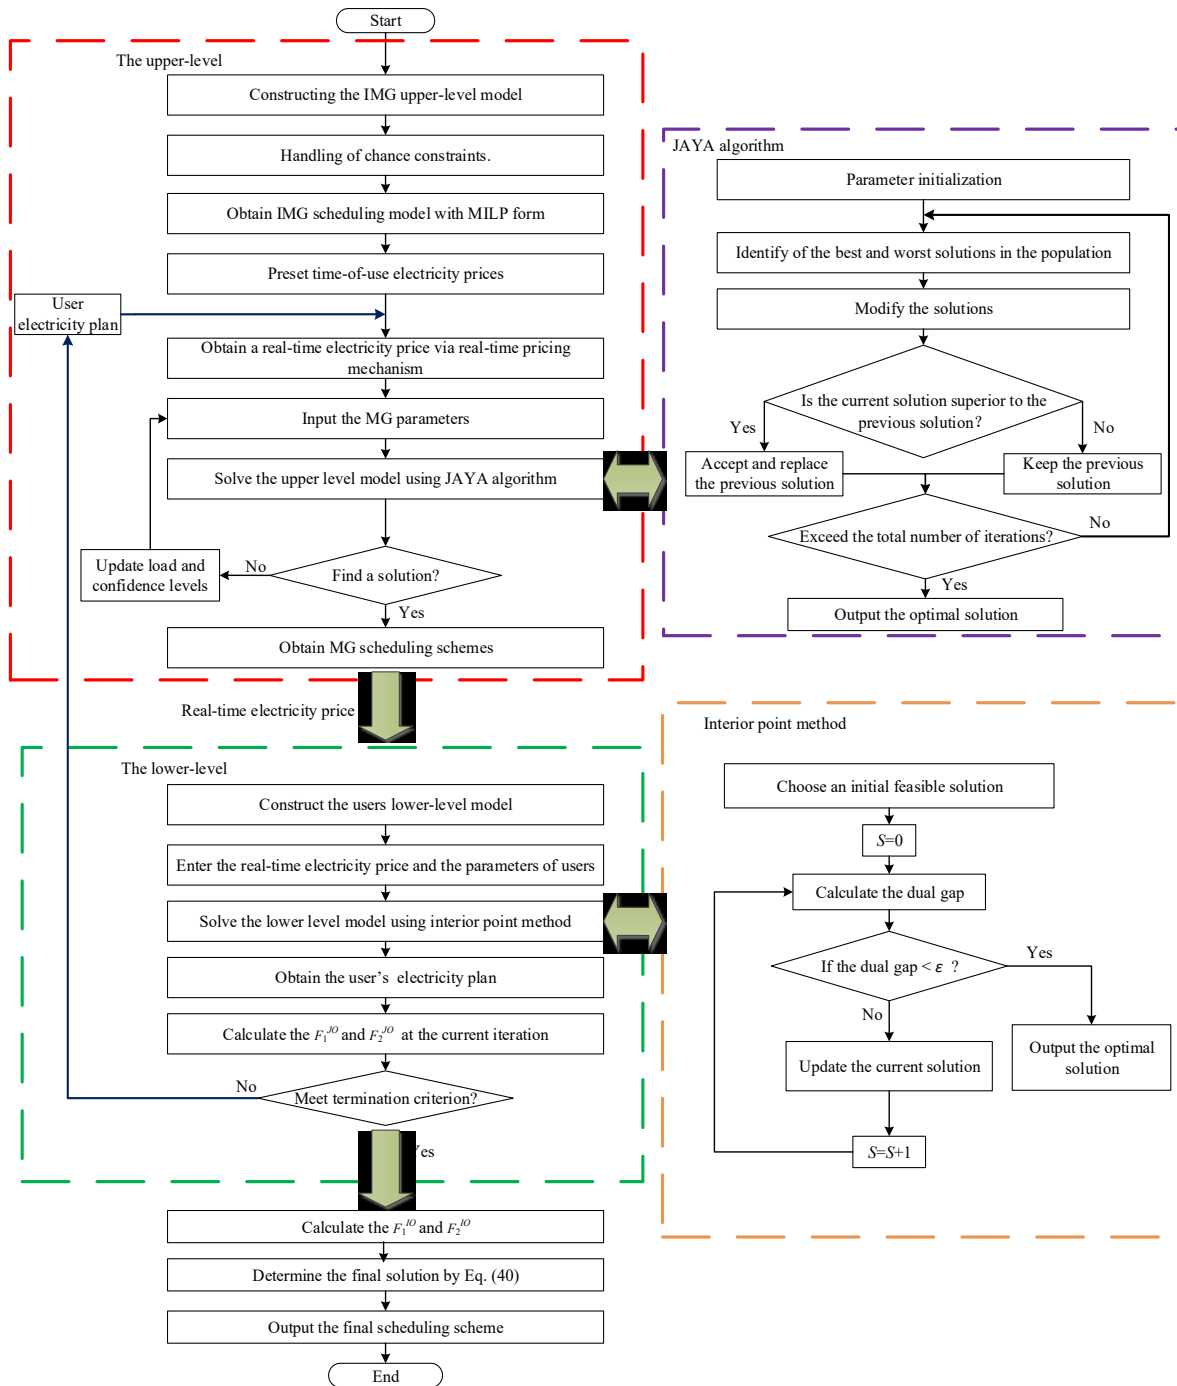 Start
The upper-level
Constructing the IMG upper-level model
Handling of chance constraints.
Obtain IMG scheduling model with MILP form
Preset time-of-use electricity prices
User
electricity plan
Obtain a real-time electricity price via real-time pricing
mechanism
Input the MG parameters
Solve the upper level model using JAYA algorithm
Update load and
confidence levels
No
Find a solution?
Yes
Obtain MG scheduling schemes
Real-time electricity price
JAYA algorithm
Parameter initialization
Identify of the best and worst solutions in the population
Modify the solutions
Is the current solution superior to the
previous solution?
Yes
No
Accept and replace
the previous solution
Keep the previous
solution
Exceed the total number of iterations?
No
Yes
Output the optimal solution
The lower-level
Construct the users lower-level model
Enter the real-time electricity price and the parameters of users
Solve the lower level model using interior point method
Obtain the user's electricity plan
Calculate the F₁^JO and F₂^JO at the current iteration
No
Meet termination criterion?
Yes
Interior point method
Choose an initial feasible solution
S=0
Calculate the dual gap
If the dual gap < ε ?
Yes
No
Update the current solution
Output the optimal
solution
S=S+1
Calculate the F₁^IO and F₂^IO
Determine the final solution by Eq. (40)
Output the final scheduling scheme
End